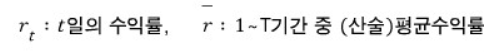 r_t : t일의 수익률, r̄ : 1~T기간 중 (산술)평균수익률